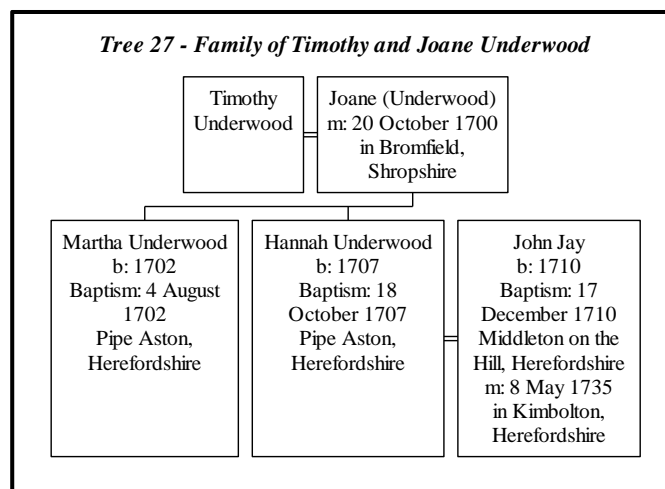 Tree 27 - Family of Timothy and Joane Underwood
Timothy
Underwood
Joane (Underwood)
m: 20 October 1700
in Bromfield,
Shropshire
Martha Underwood
b: 1702
Baptism: 4 August
1702
Pipe Aston,
Herefordshire
Hannah Underwood
b: 1707
Baptism: 18
October 1707
Pipe Aston,
Herefordshire
John Jay
b: 1710
Baptism: 17
December 1710
Middleton on the
Hill, Herefordshire
m: 8 May 1735
in Kimbolton,
Herefordshire